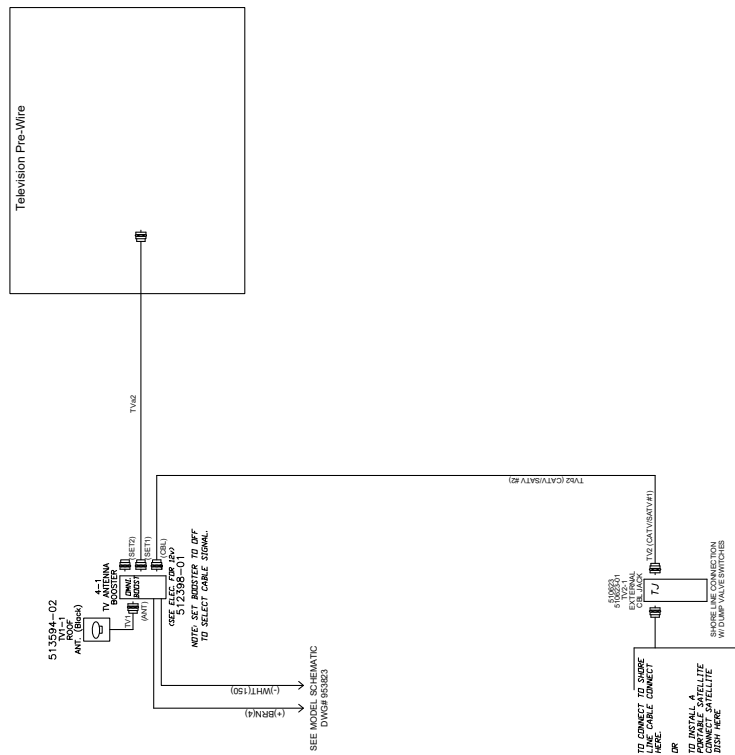 Television Pre-Wire
TVa2
513594-02
TV1-1
ROOF
ANT. (Black)
TV1
(ANT)
4-1
TV ANTENNA
BOOSTER
OMNI.
BOOST
(SET2)
(SET1)
(CBL)
(SEE ELEC. FOR 12v)
512398-01
NOTE: SET BOOSTER TO OFF
TO SELECT CABLE SIGNAL.
(-)WHT(150)
(+)BRN(4)
SEE MODEL SCHEMATIC
DWG# 953823
TVb2 (CATV/SATV #2)
TV2 (CATV/SATV #1)
510623
510623-01
TV2-1
EXTERNAL
CBL JACK
TJ
SHORE LINE CONNECTION
W/ DUMP VALVE SWITCHES
TO CONNECT TO SHORE
LINE CABLE CONNECT
HERE.
OR
TO INSTALL A
PORTABLE SATELLITE
CONNECT SATELLITE
DISH HERE